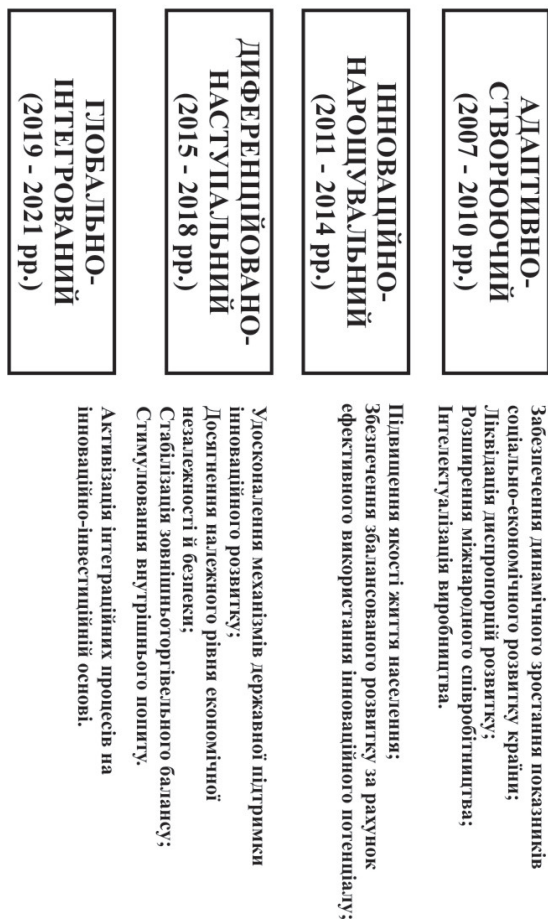 АДАПТИВНО-
СТВОРЮЮЧИЙ
(2007 - 2010 рр.)
Забезпечення динамічного зростання показників
соціально-економічного розвитку країни;
Ліквідація диспропорцій розвитку;
Розширення міжнародного співробітництва;
Інтелектуалізація виробництва.
ІННОВАЦІЙНО-
НАРОЩУВАЛЬНИЙ
(2011 - 2014 рр.)
Підвищення якості життя населення;
Збезпечення збалансованого розвитку за рахунок
ефективного використання інноваційного потенціалу;
ДИФЕРЕНЦІЙОВАНО-
НАСТУПАЛЬНИЙ
(2015 - 2018 рр.)
Удосконалення механізмів державної підтримки
інноваційного розвитку;
Досягнення належного рівня економічної
незалежності й безпеки;
Стабілізація зовнішньоторгівельного балансу;
Стимулювання внутрішнього попиту.
ГЛОБАЛЬНО-
ІНТЕГРОВАНИЙ
(2019 - 2021 рр.)
Активізація інтеграційних процесів на
інноваційно-інвестиційній основі.